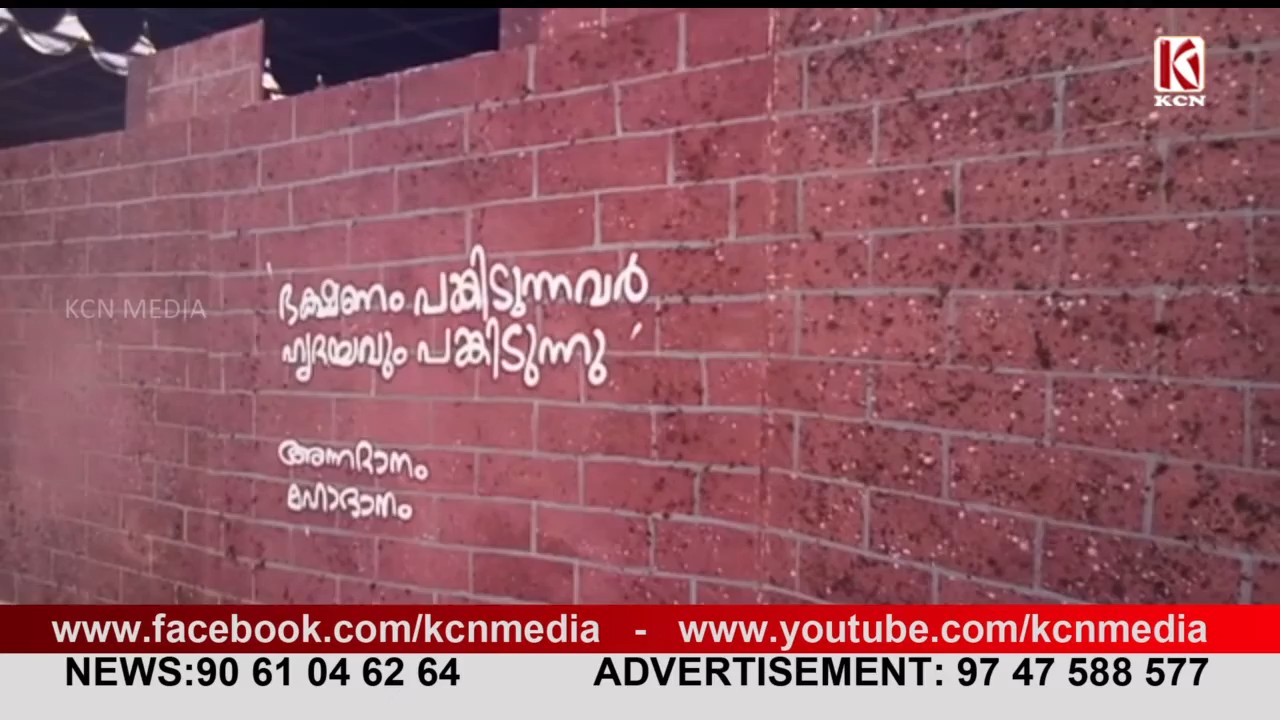 K
KCN
'ഭക്ഷണം പങ്കിടുന്നവർ
KCN MEDIA
ഹൃദയവും പങ്കിടുന്നു'
അന്നദാനം
മഹാദാനം
www.facebook.com/kcnmedia - www.youtube.com/kcnmedia
NEWS:90 61 04 62 64 ADVERTISEMENT: 97 47 588 577